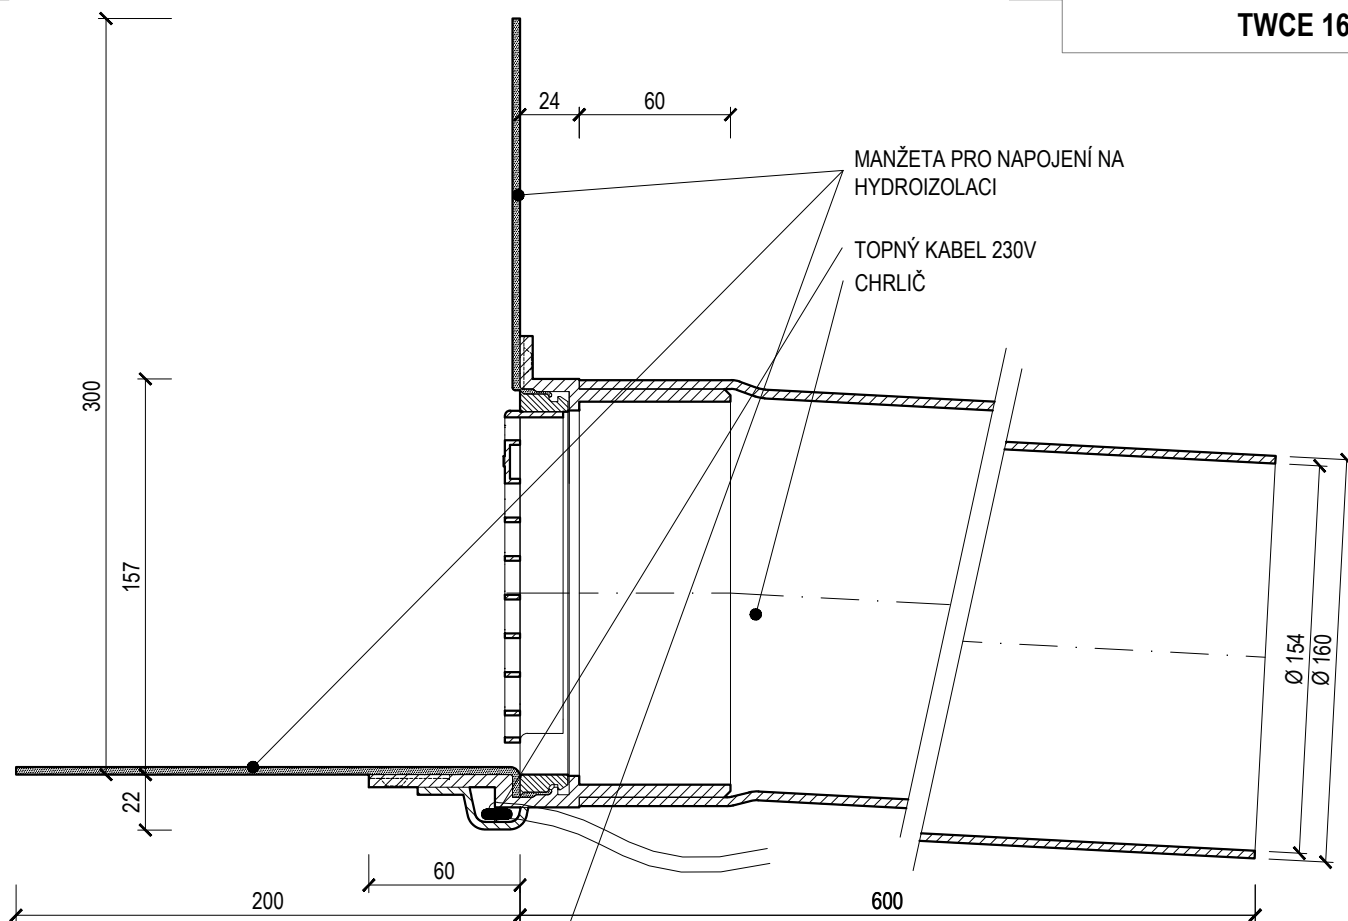 TWCE 16
24
60
MANŽETA PRO NAPOJENÍ NA
HYDROIZOLACI
TOPNÝ KABEL 230V
CHRLIČ
300
157
Ø 154
Ø 160
22
60
200
600